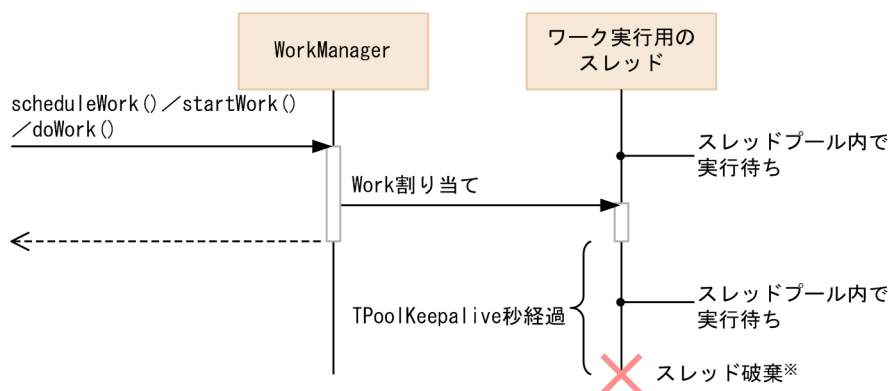 WorkManager
ワーク実行用の
スレッド
scheduleWork()／startWork()
／doWork()
スレッドプール内で
実行待ち
Work割り当て
TPoolKeepalive秒経過
スレッドプール内で
実行待ち
スレッド破棄※